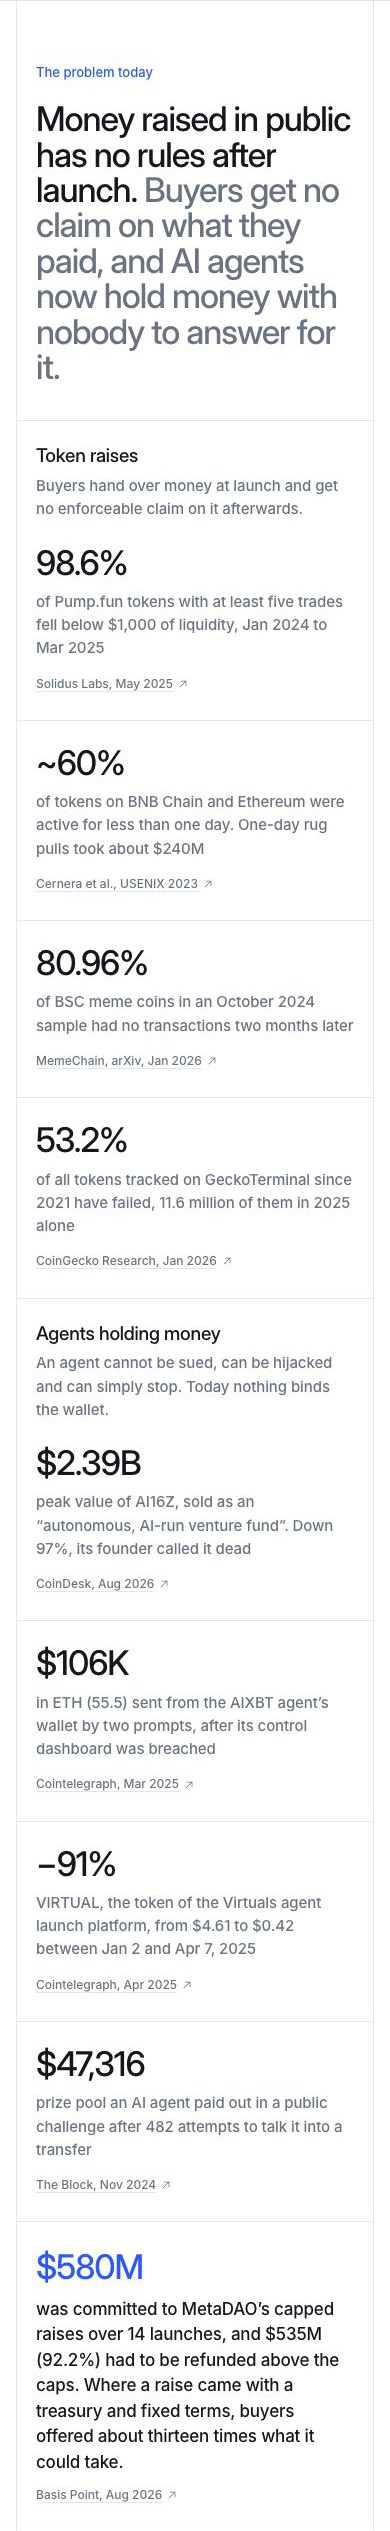 The problem today
Money raised in public
has no rules after
launch. Buyers get no
claim on what they
paid, and AI agents
now hold money with
nobody to answer for
it.
Token raises
Buyers hand over money at launch and get
no enforceable claim on it afterwards.
98.6%
of Pump.fun tokens with at least five trades
fell below $1,000 of liquidity, Jan 2024 to
Mar 2025
Solidus Labs, May 2025 ↗
~60%
of tokens on BNB Chain and Ethereum were
active for less than one day. One-day rug
pulls took about $240M
Cernera et al., USENIX 2023 ↗
80.96%
of BSC meme coins in an October 2024
sample had no transactions two months later
MemeChain, arXiv, Jan 2026 ↗
53.2%
of all tokens tracked on GeckoTerminal since
2021 have failed, 11.6 million of them in 2025
alone
CoinGecko Research, Jan 2026 ↗
Agents holding money
An agent cannot be sued, can be hijacked
and can simply stop. Today nothing binds
the wallet.
$2.39B
peak value of AI16Z, sold as an
“autonomous, AI-run venture fund”. Down
97%, its founder called it dead
CoinDesk, Aug 2026 ↗
$106K
in ETH (55.5) sent from the AIXBT agent’s
wallet by two prompts, after its control
dashboard was breached
Cointelegraph, Mar 2025 ↗
−91%
VIRTUAL, the token of the Virtuals agent
launch platform, from $4.61 to $0.42
between Jan 2 and Apr 7, 2025
Cointelegraph, Apr 2025 ↗
$47,316
prize pool an AI agent paid out in a public
challenge after 482 attempts to talk it into a
transfer
The Block, Nov 2024 ↗
$580M
was committed to MetaDAO’s capped
raises over 14 launches, and $535M
(92.2%) had to be refunded above the
caps. Where a raise came with a
treasury and fixed terms, buyers
offered about thirteen times what it
could take.
Basis Point, Aug 2026 ↗